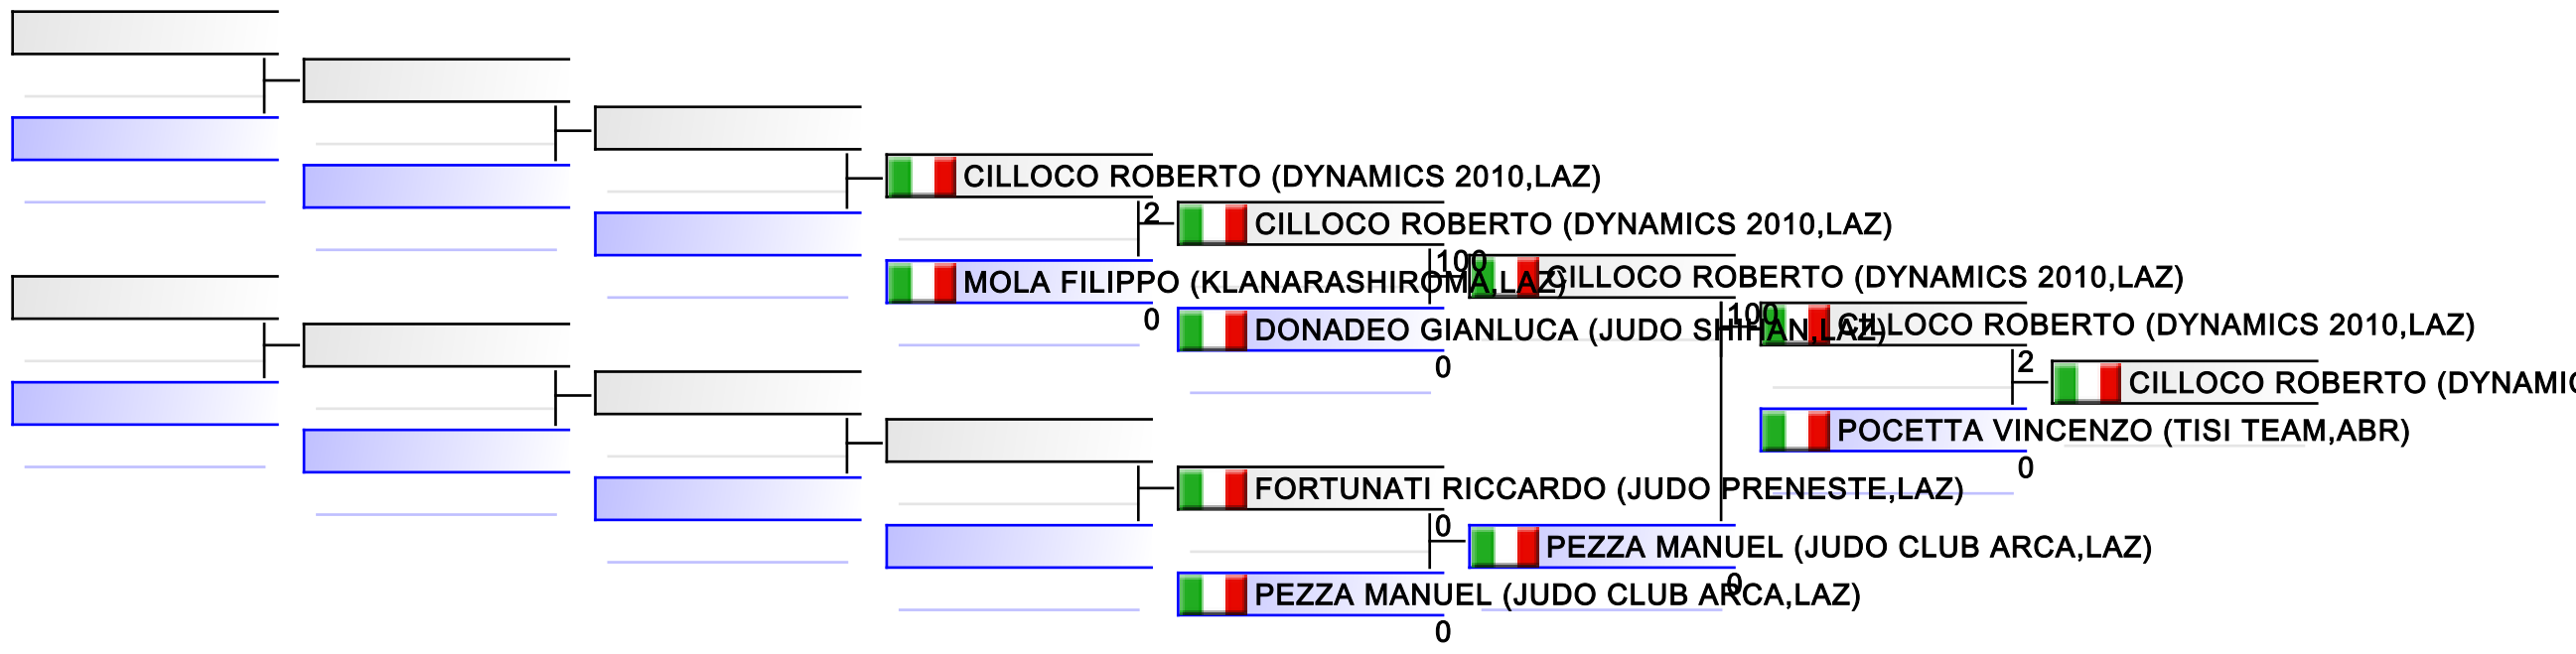 CILLOCO ROBERTO (DYNAMICS 2010,LAZ)
2
CILLOCO ROBERTO (DYNAMICS 2010,LAZ)
MOLA FILIPPO (KLANARASHIROMA,LAZ)
0
100
CILLOCO ROBERTO (DYNAMICS 2010,LAZ)
DONADEO GIANLUCA (JUDO SHIHAN,LAZ)
0
100
CILLOCO ROBERTO (DYNAMICS 2010,LAZ)
2
CILLOCO ROBERTO (DYNAMIC
POCETTA VINCENZO (TISI TEAM,ABR)
0
FORTUNATI RICCARDO (JUDO PRENESTE,LAZ)
0
PEZZA MANUEL (JUDO CLUB ARCA,LAZ)
0
PEZZA MANUEL (JUDO CLUB ARCA,LAZ)
0